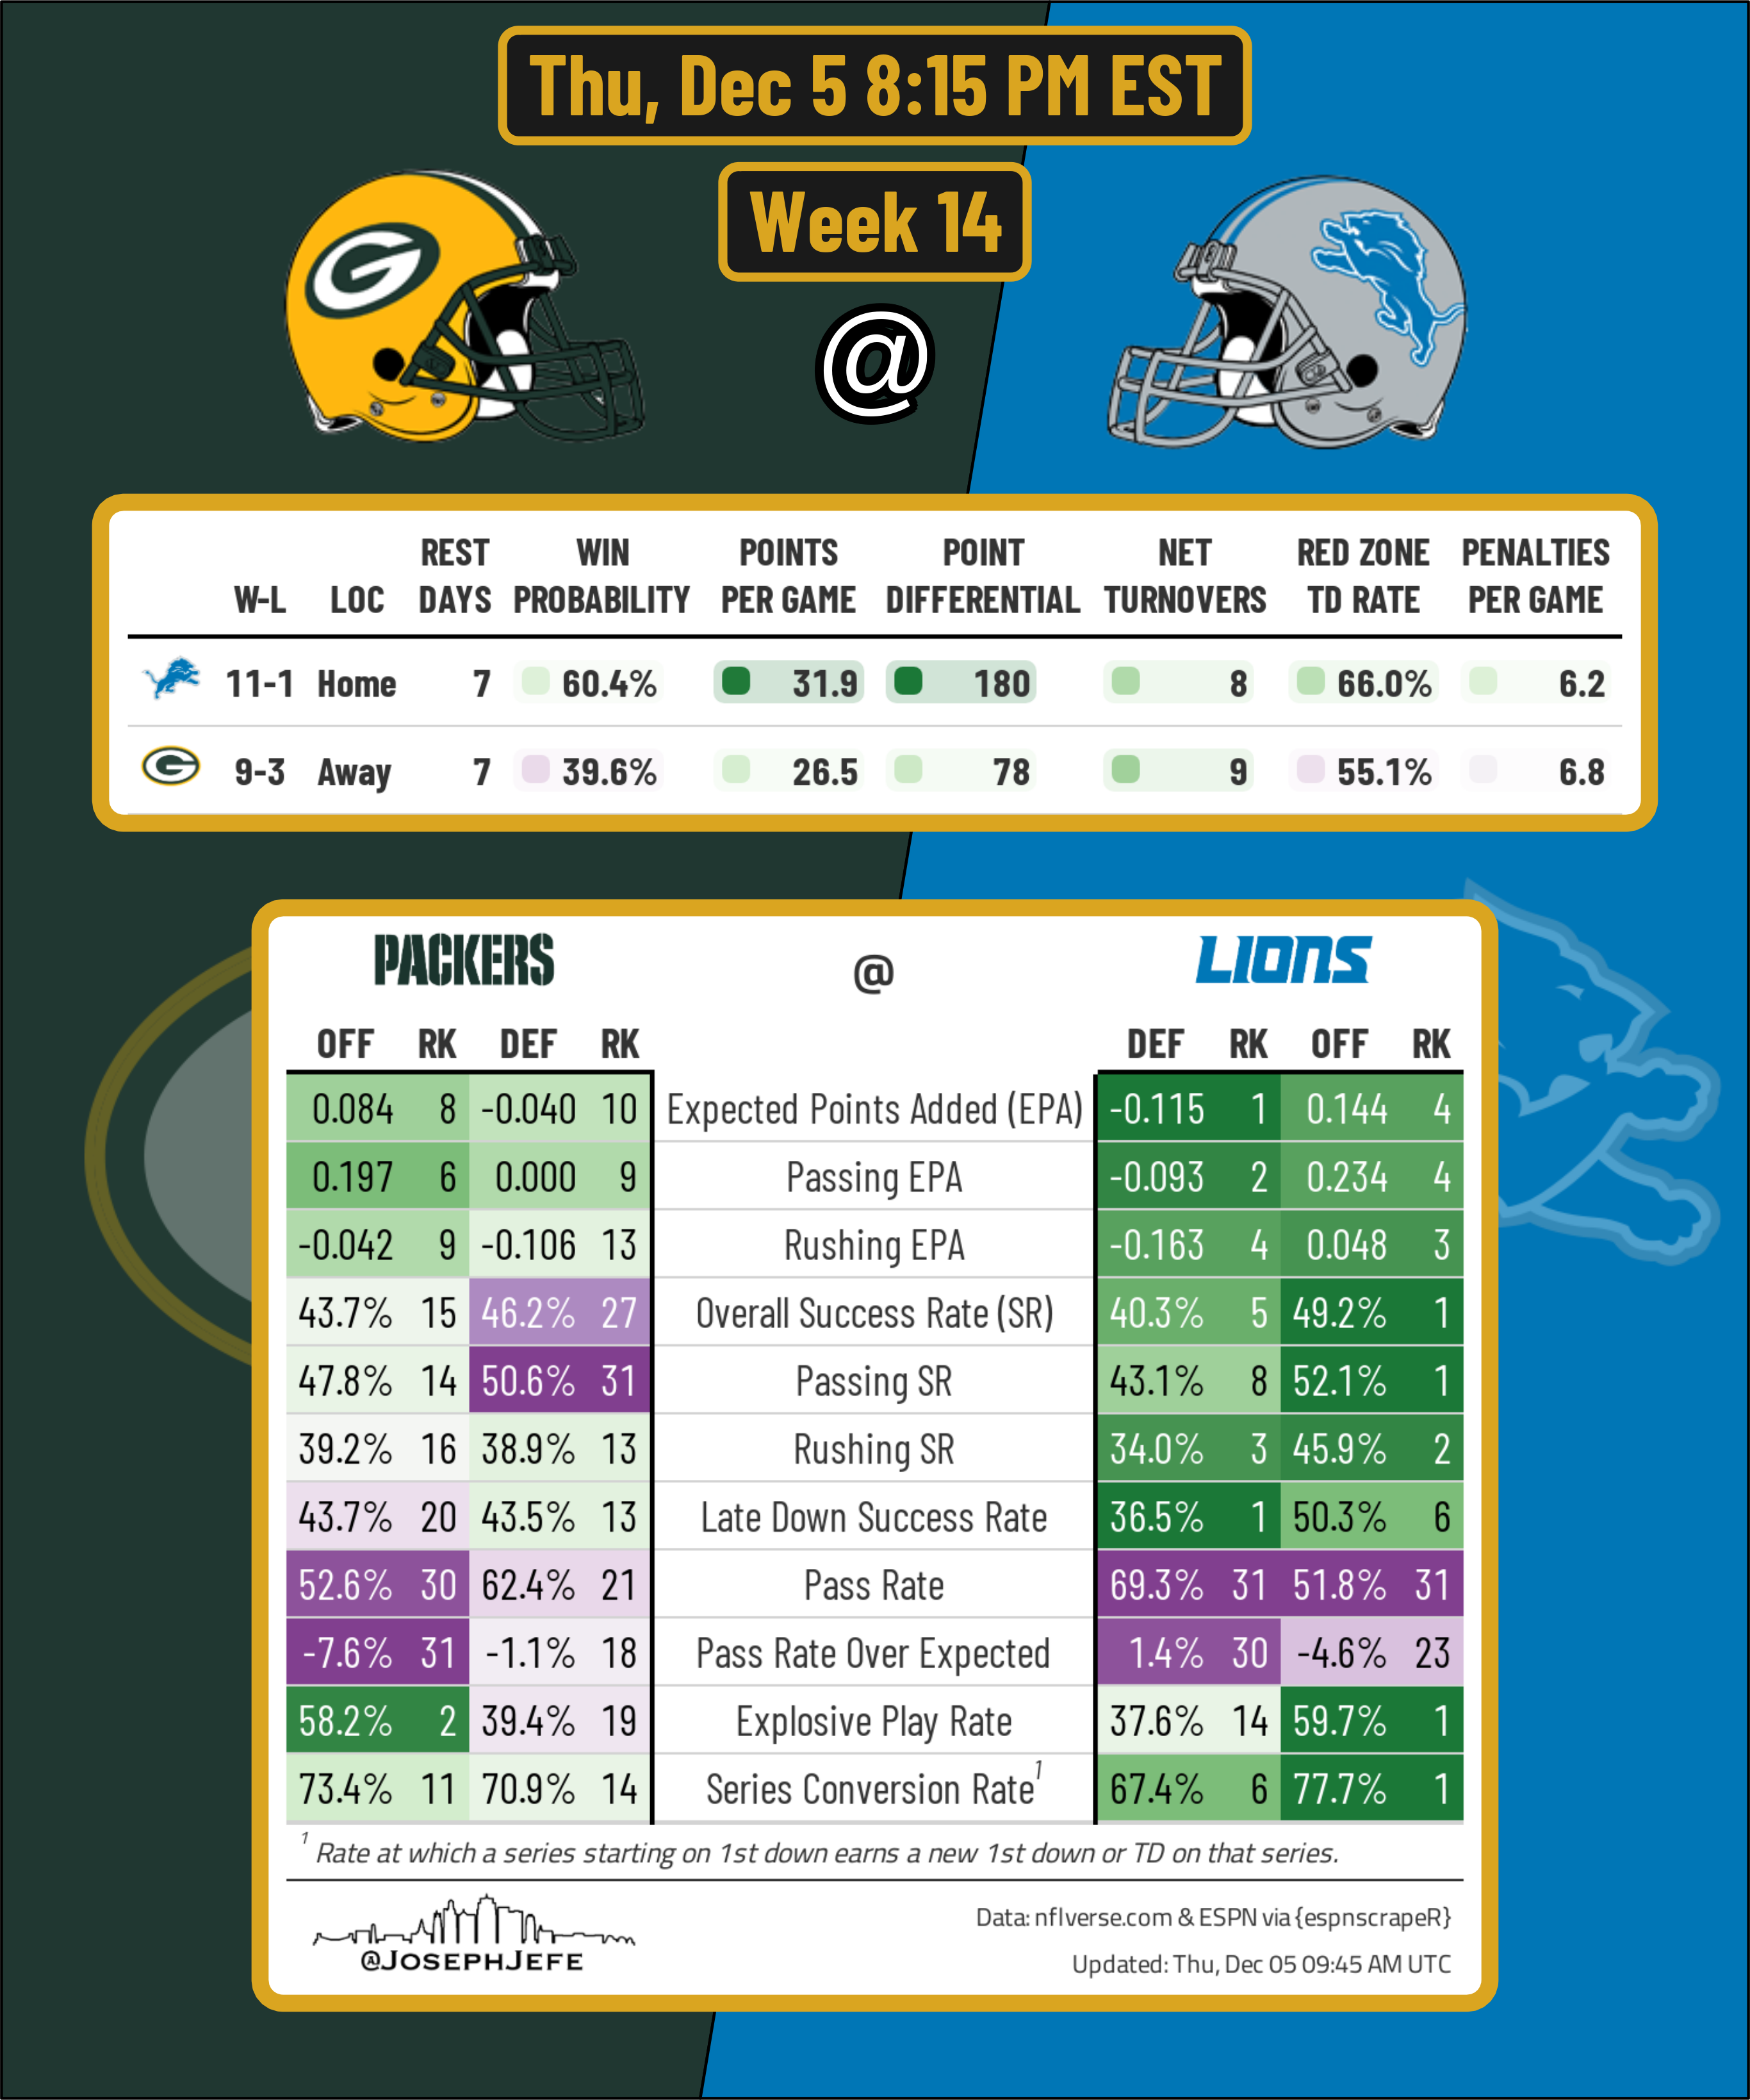 Thu, Dec 5 8:15 PM EST
Week 14
G
@
REST WIN POINTS POINT NET RED ZONE PENALTIES
W-L LOC DAYS PROBABILITY PER GAME DIFFERENTIAL TURNOVERS TD RATE PER GAME
11-1 Home 7 60.4% 31.9 180 8 66.0% 6.2
G 9-3 Away 7 39.6% 26.5 78 9 55.1% 6.8
PACKERS @ LIONS
OFF RK DEF RK DEF RK OFF RK
0.084 8 -0.040 10 Expected Points Added (EPA) -0.115 1 0.144 4
0.197 6 0.000 9 Passing EPA -0.093 2 0.234 4
-0.042 9 -0.106 13 Rushing EPA -0.163 4 0.048 3
43.7% 15 46.2% 27 Overall Success Rate (SR) 40.3% 5 49.2% 1
47.8% 14 50.6% 31 Passing SR 43.1% 8 52.1% 1
39.2% 16 38.9% 13 Rushing SR 34.0% 3 45.9% 2
43.7% 20 43.5% 13 Late Down Success Rate 36.5% 1 50.3% 6
52.6% 30 62.4% 21 Pass Rate 69.3% 31 51.8% 31
-7.6% 31 -1.1% 18 Pass Rate Over Expected 1.4% 30 -4.6% 23
58.2% 2 39.4% 19 Explosive Play Rate 37.6% 14 59.7% 1
73.4% 11 70.9% 14 Series Conversion Rate¹ 67.4% 6 77.7% 1
¹ Rate at which a series starting on 1st down earns a new 1st down or TD on that series.
@JOSEPHJEFE
Data: nflverse.com & ESPN via {espnscrapeR}
Updated: Thu, Dec 05 09:45 AM UTC